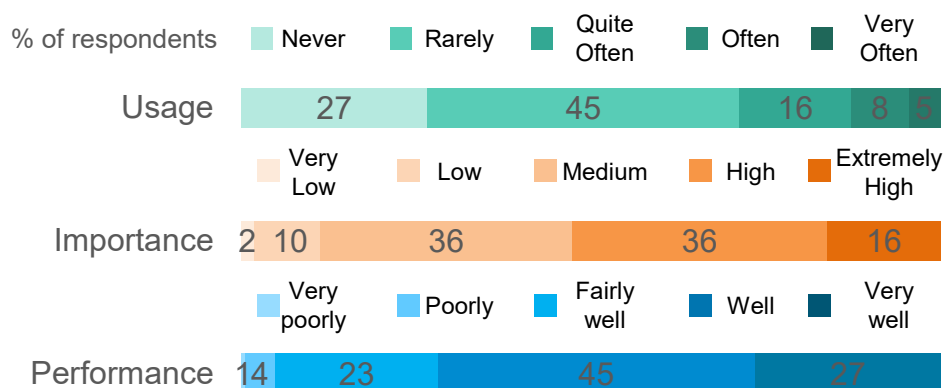 % of respondents Never Rarely Quite Often Often Very Often
Usage 27 45 16 8 5
Very Low Low Medium High Extremely High
Importance 2 10 36 36 16
Very poorly Poorly Fairly well Well Very well
Performance 1 4 23 45 27